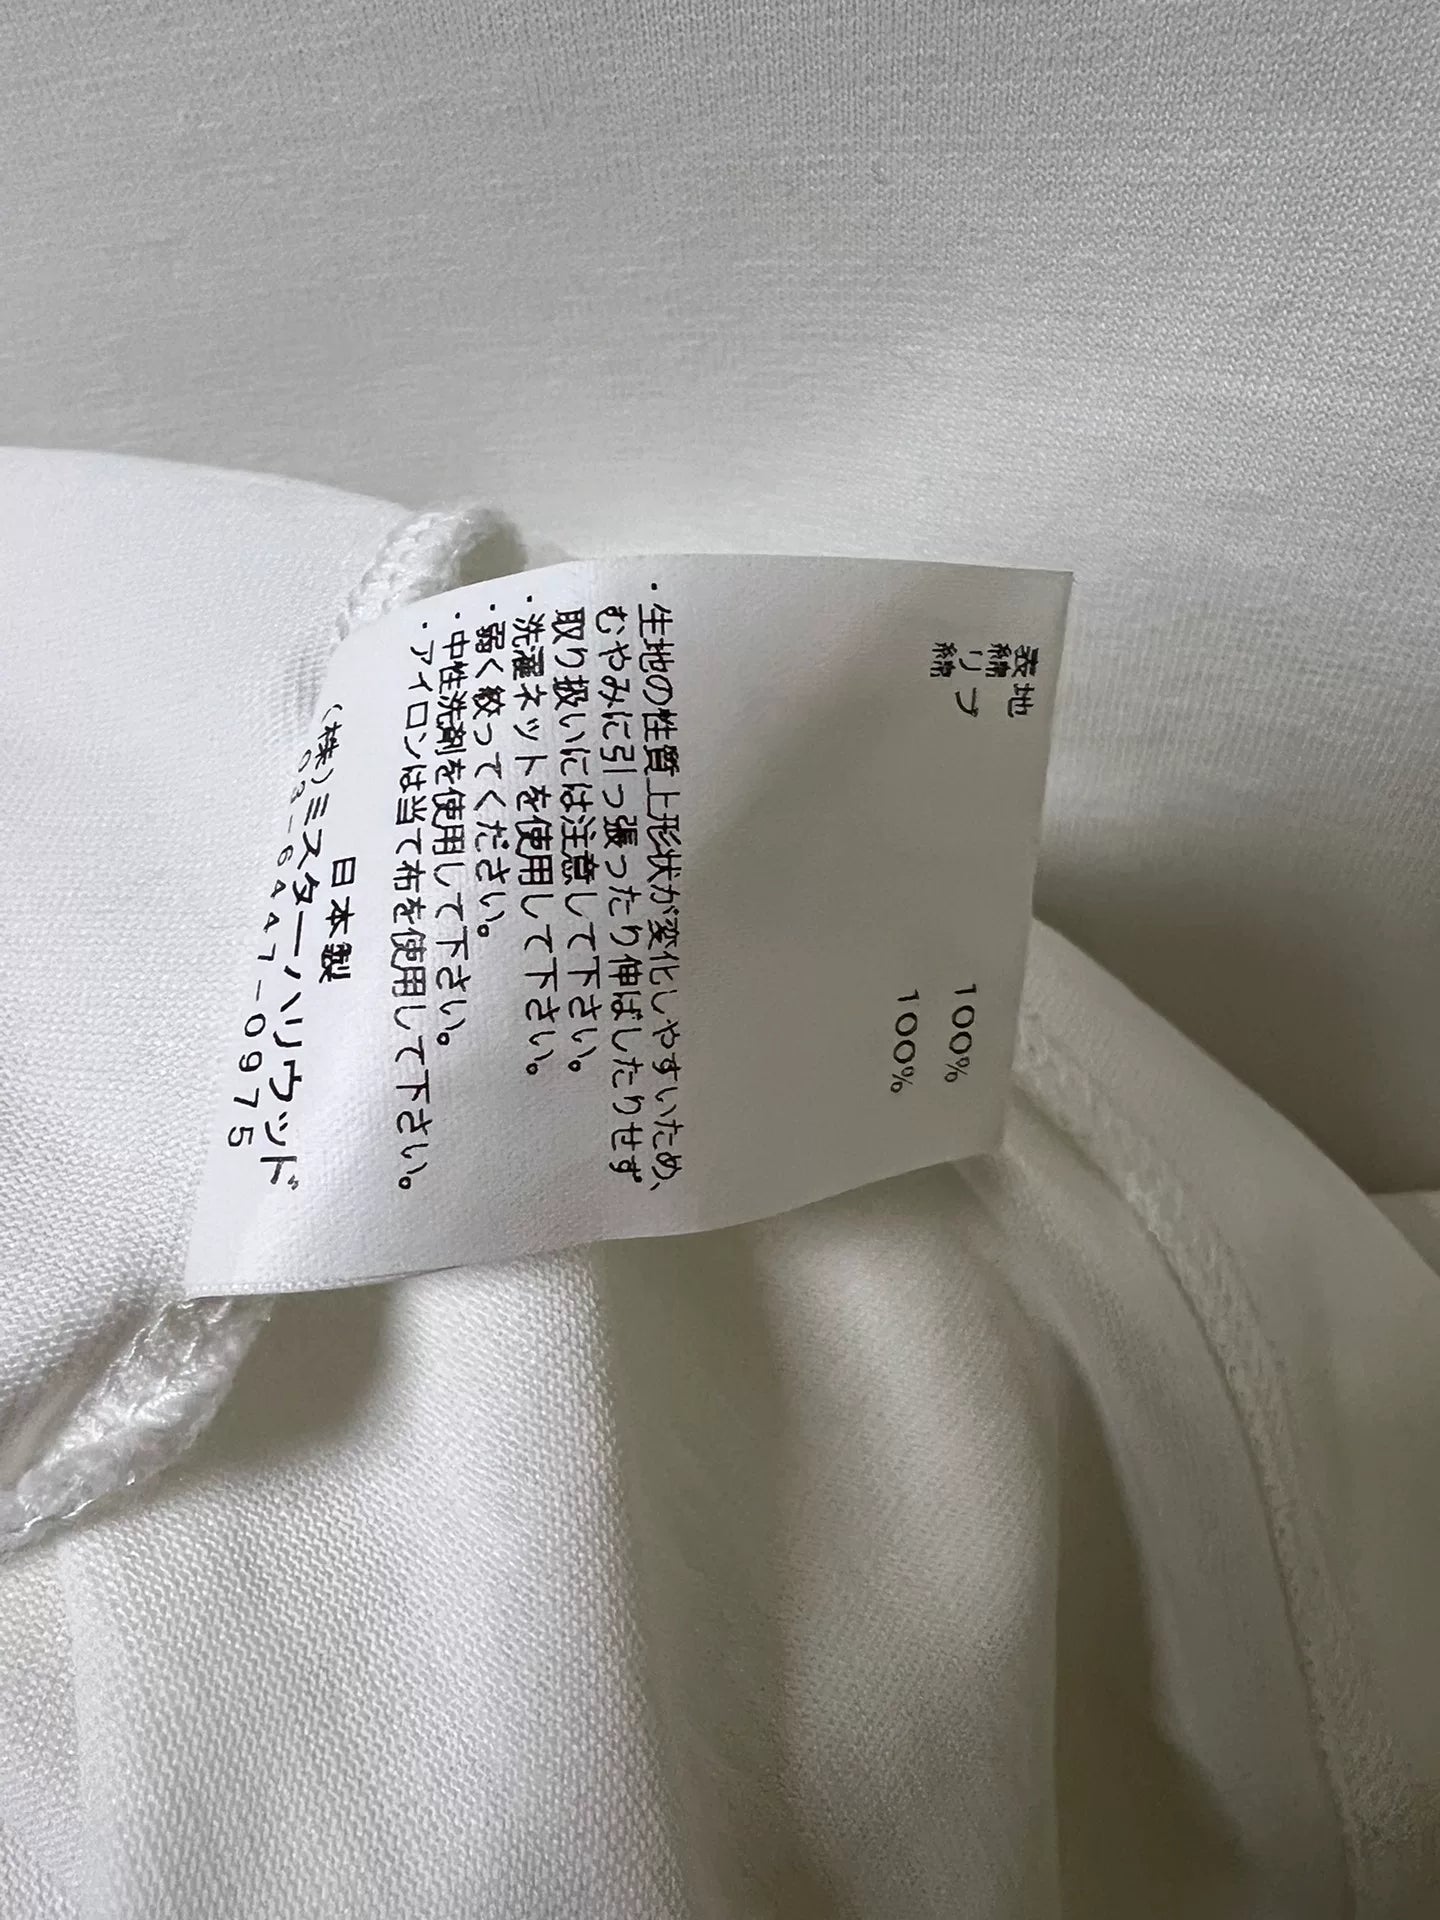 表地
綿 100%
リブ
綿 100%
・生地の性質上形状が変化しやすいため、
むやみに引っ張ったり伸ばしたりせず
取り扱いには注意して下さい。
・洗濯ネットを使用して下さい。
・弱く絞ってください。
・中性洗剤を使用して下さい。
・アイロンは当て布を使用して下さい。
日本製
(株)ミスターハリウッド
03-6447-0975